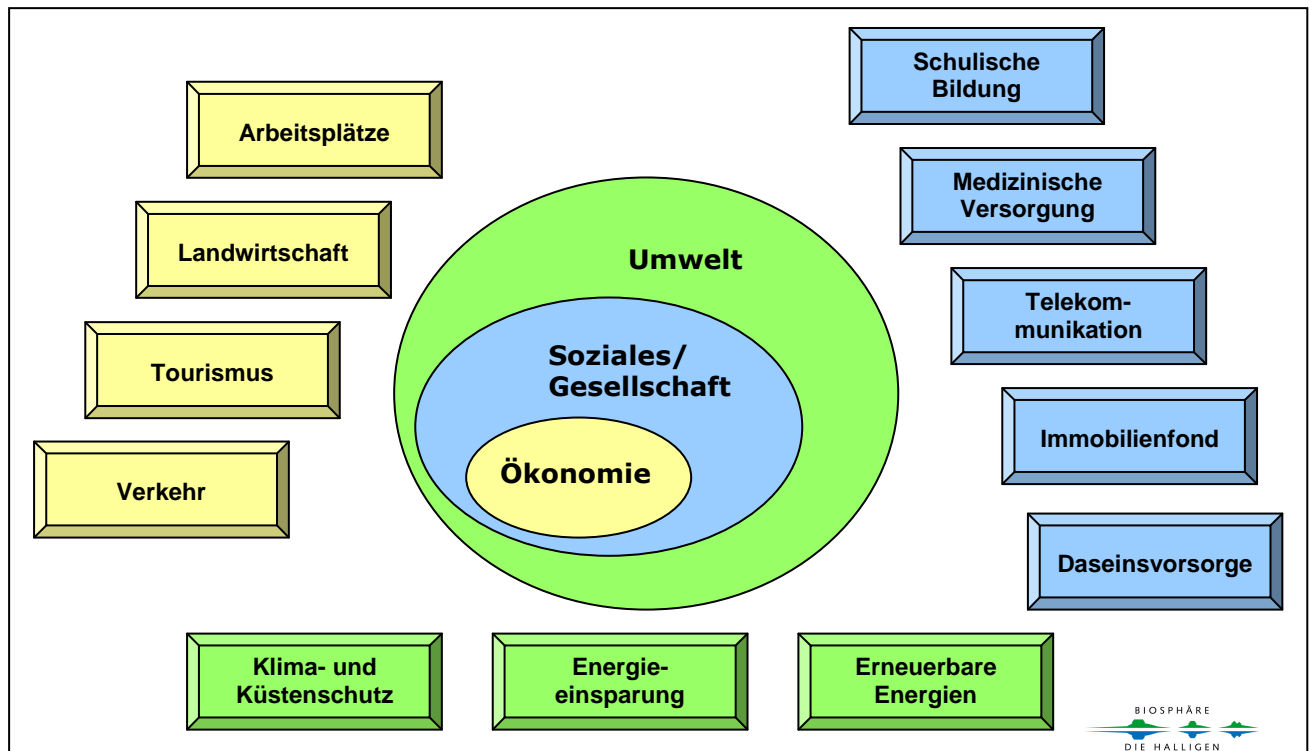 Schulische
Bildung
Arbeitsplätze
Medizinische
Versorgung
Landwirtschaft
Umwelt
Telekom-
munikation
Tourismus
Soziales/
Gesellschaft
Immobilienfond
Ökonomie
Verkehr
Daseinsvorsorge
Klima- und
Küstenschutz
Energie-
einsparung
Erneuerbare
Energien
BIOSPHÄRE
DIE HALLIGEN